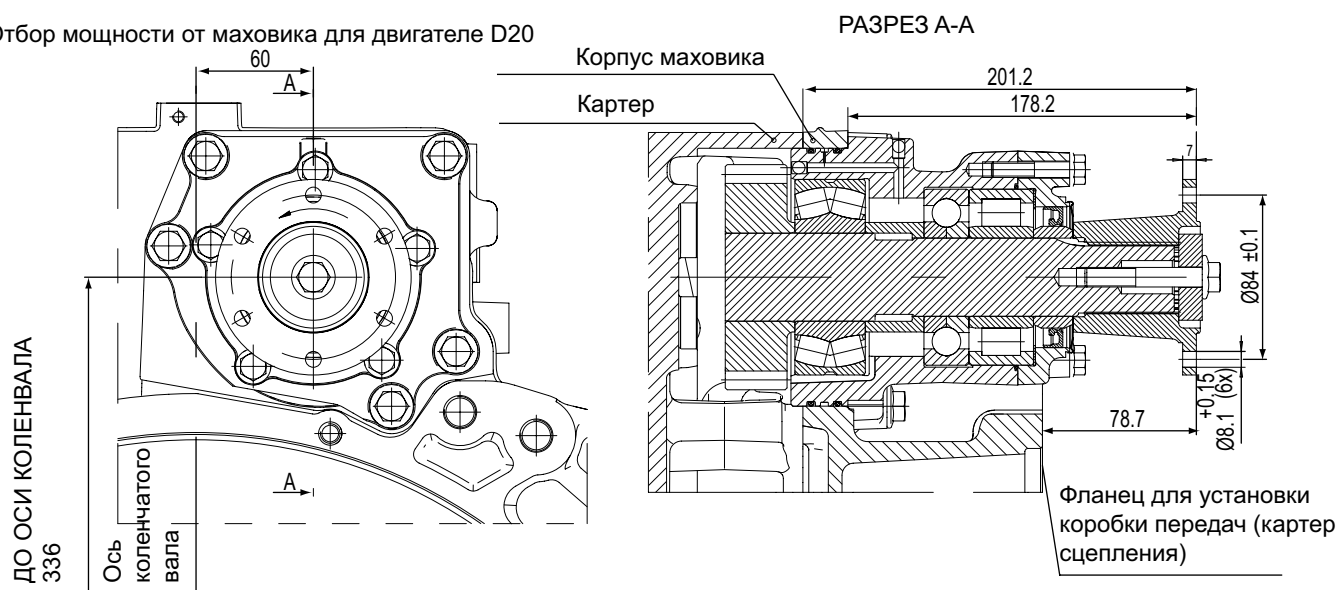 Отбор мощности от маховика для двигателе D20
РАЗРЕЗ А-А
60
A
A
ДО ОСИ КОЛЕНВАЛА
336
Ось
коленчатого
вала
Корпус маховика
Картер
201.2
178.2
7
Ø84 ±0.1
Ø8.1 +0,15 (6x)
78.7
Фланец для установки
коробки передач (картер
сцепления)